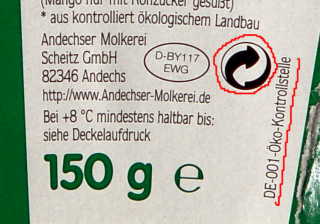 (Mango nur mit Rohzucker gesüßt)
* aus kontrolliert ökologischem Landbau
Andechser Molkerei
Scheitz GmbH
82346 Andechs
D-BY117
EWG
http://www.Andechser-Molkerei.de
Bei +8 °C mindestens haltbar bis:
siehe Deckelaufdruck
150 g e
DE-001-Öko-Kontrollstelle